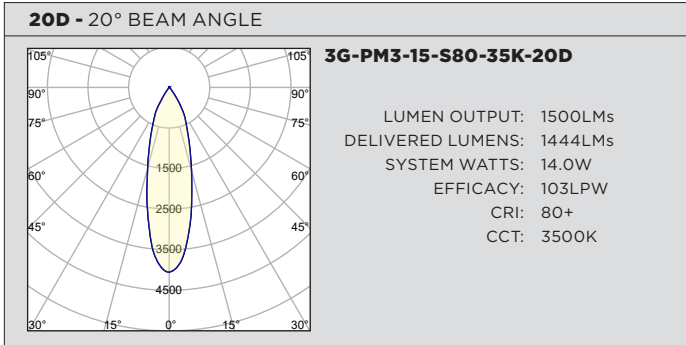 20D - 20° BEAM ANGLE
3G-PM3-15-S80-35K-20D
LUMEN OUTPUT: 1500LMs
DELIVERED LUMENS: 1444LMs
SYSTEM WATTS: 14.0W
EFFICACY: 103LPW
CRI: 80+
CCT: 3500K
105° 105°
90° 90°
75° 75°
1500
60° 60°
2500
45° 45°
3500
4500
30° 15° 0° 15° 30°